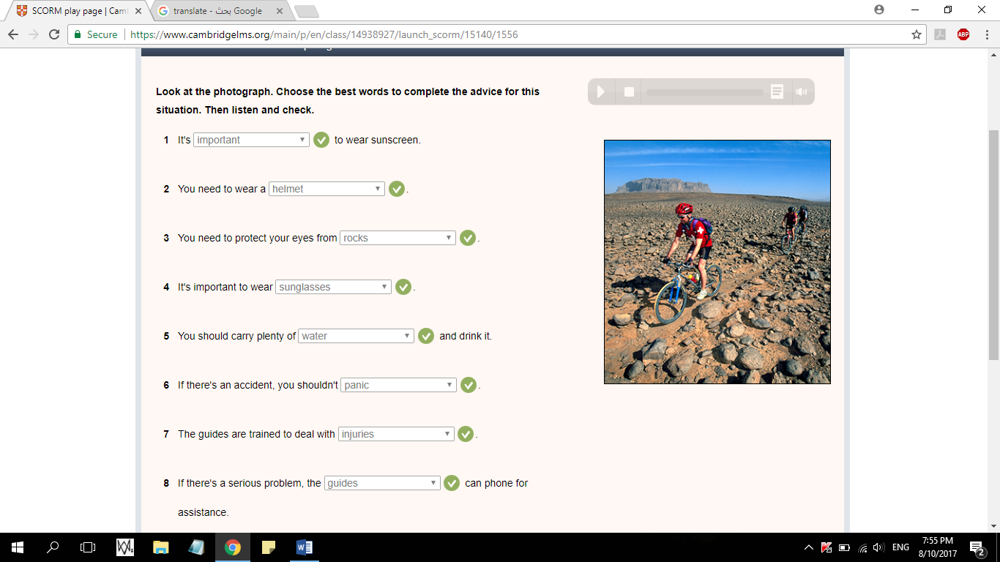 SCORM play page | Cam
translate - بحث Google
Secure
https://www.cambridgelms.org/main/p/en/class/14938927/launch_scorm/15140/1556
ABP
Look at the photograph. Choose the best words to complete the advice for this
situation. Then listen and check.
1 It's important to wear sunscreen.
2 You need to wear a helmet .
3 You need to protect your eyes from rocks .
4 It's important to wear sunglasses .
5 You should carry plenty of water and drink it.
6 If there's an accident, you shouldn't panic .
7 The guides are trained to deal with injuries .
8 If there's a serious problem, the guides can phone for
assistance.
ENG
7:55 PM
8/10/2017
2